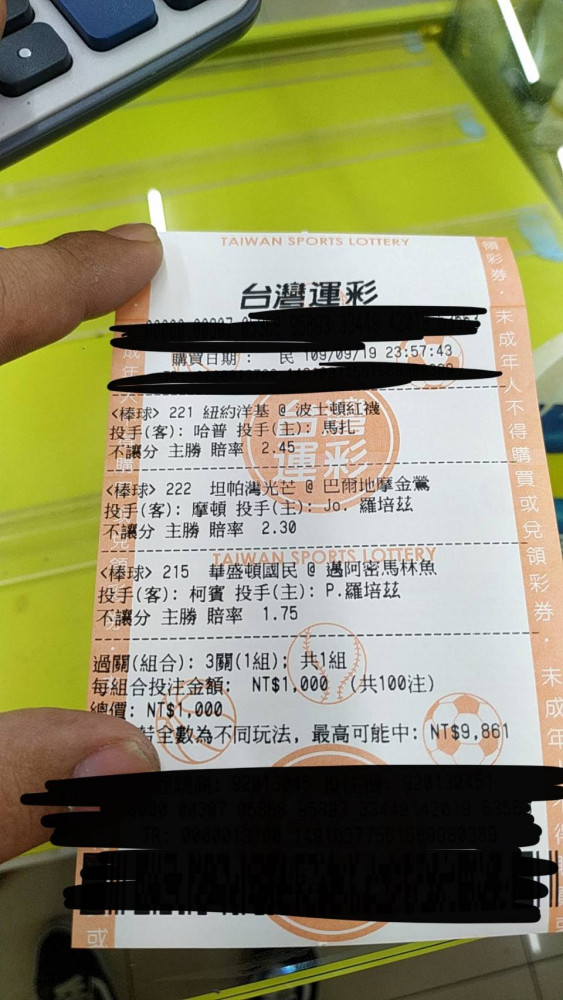 TAIWAN SPORTS LOTTERY
台灣運彩
購買日期： 民 109/09/19 23:57:43
<棒球> 221 紐約洋基 @ 波士頓紅襪
投手(客): 哈普 投手(主): 馬扎
不讓分 主勝 賠率 2.45
<棒球> 222 坦帕灣光芒 @ 巴爾地摩金鶯
投手(客): 摩頓 投手(主): Jo. 羅培茲
不讓分 主勝 賠率 2.30
TAIWAN SPORTS LOTTERY
<棒球> 215 華盛頓國民 @ 邁阿密馬林魚
投手(客): 柯賓 投手(主): P.羅培茲
不讓分 主勝 賠率 1.75
過關(組合): 3關(1組); 共1組
每組合投注金額: NT$1,000 (共100注)
總價: NT$1,000
若全數為不同玩法, 最高可能中: NT$9,861
台灣運彩
領彩券．未成年人不得購買或兌領彩券．未成年